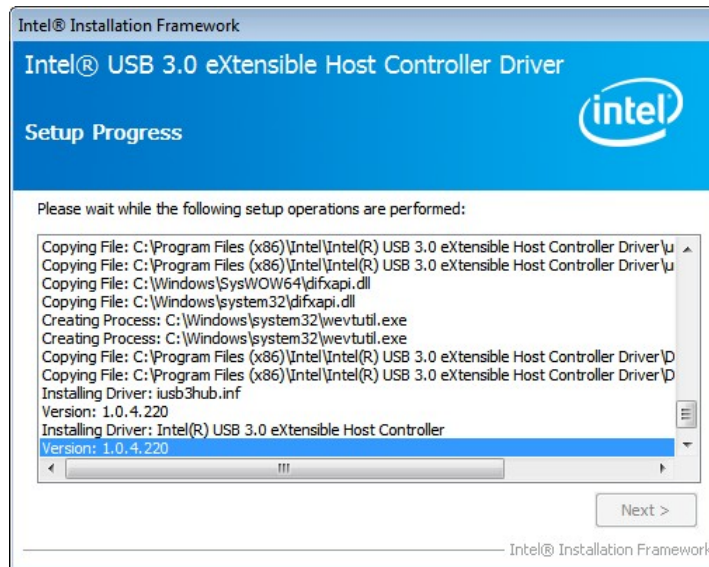 Intel® Installation Framework
Intel® USB 3.0 eXtensible Host Controller Driver
intel
Setup Progress
Please wait while the following setup operations are performed:
Copying File: C:\Program Files (x86)\Intel\Intel(R) USB 3.0 eXtensible Host Controller Driver\u
Copying File: C:\Program Files (x86)\Intel\Intel(R) USB 3.0 eXtensible Host Controller Driver\u
Copying File: C:\Windows\SysWOW64\difxapi.dll
Copying File: C:\Windows\system32\difxapi.dll
Creating Process: C:\Windows\system32\wevtutil.exe
Creating Process: C:\Windows\system32\wevtutil.exe
Copying File: C:\Program Files (x86)\Intel\Intel(R) USB 3.0 eXtensible Host Controller Driver\D
Copying File: C:\Program Files (x86)\Intel\Intel(R) USB 3.0 eXtensible Host Controller Driver\D
Installing Driver: iusb3hub.inf
Version: 1.0.4.220
Installing Driver: Intel(R) USB 3.0 eXtensible Host Controller
Version: 1.0.4.220
Next >
Intel® Installation Framework